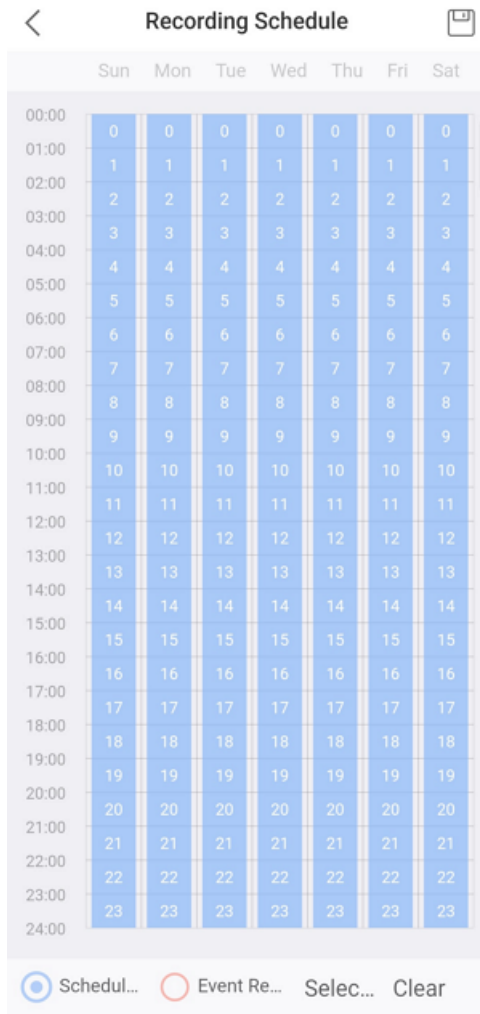 Recording Schedule
Sun Mon Tue Wed Thu Fri Sat
00:00
0 0 0 0 0 0 0
01:00
1 1 1 1 1 1 1
02:00
2 2 2 2 2 2 2
03:00
3 3 3 3 3 3 3
04:00
4 4 4 4 4 4 4
05:00
5 5 5 5 5 5 5
06:00
6 6 6 6 6 6 6
07:00
7 7 7 7 7 7 7
08:00
8 8 8 8 8 8 8
09:00
9 9 9 9 9 9 9
10:00
10 10 10 10 10 10 10
11:00
11 11 11 11 11 11 11
12:00
12 12 12 12 12 12 12
13:00
13 13 13 13 13 13 13
14:00
14 14 14 14 14 14 14
15:00
15 15 15 15 15 15 15
16:00
16 16 16 16 16 16 16
17:00
17 17 17 17 17 17 17
18:00
18 18 18 18 18 18 18
19:00
19 19 19 19 19 19 19
20:00
20 20 20 20 20 20 20
21:00
21 21 21 21 21 21 21
22:00
22 22 22 22 22 22 22
23:00
23 23 23 23 23 23 23
24:00
Schedul... Event Re... Selec... Clear